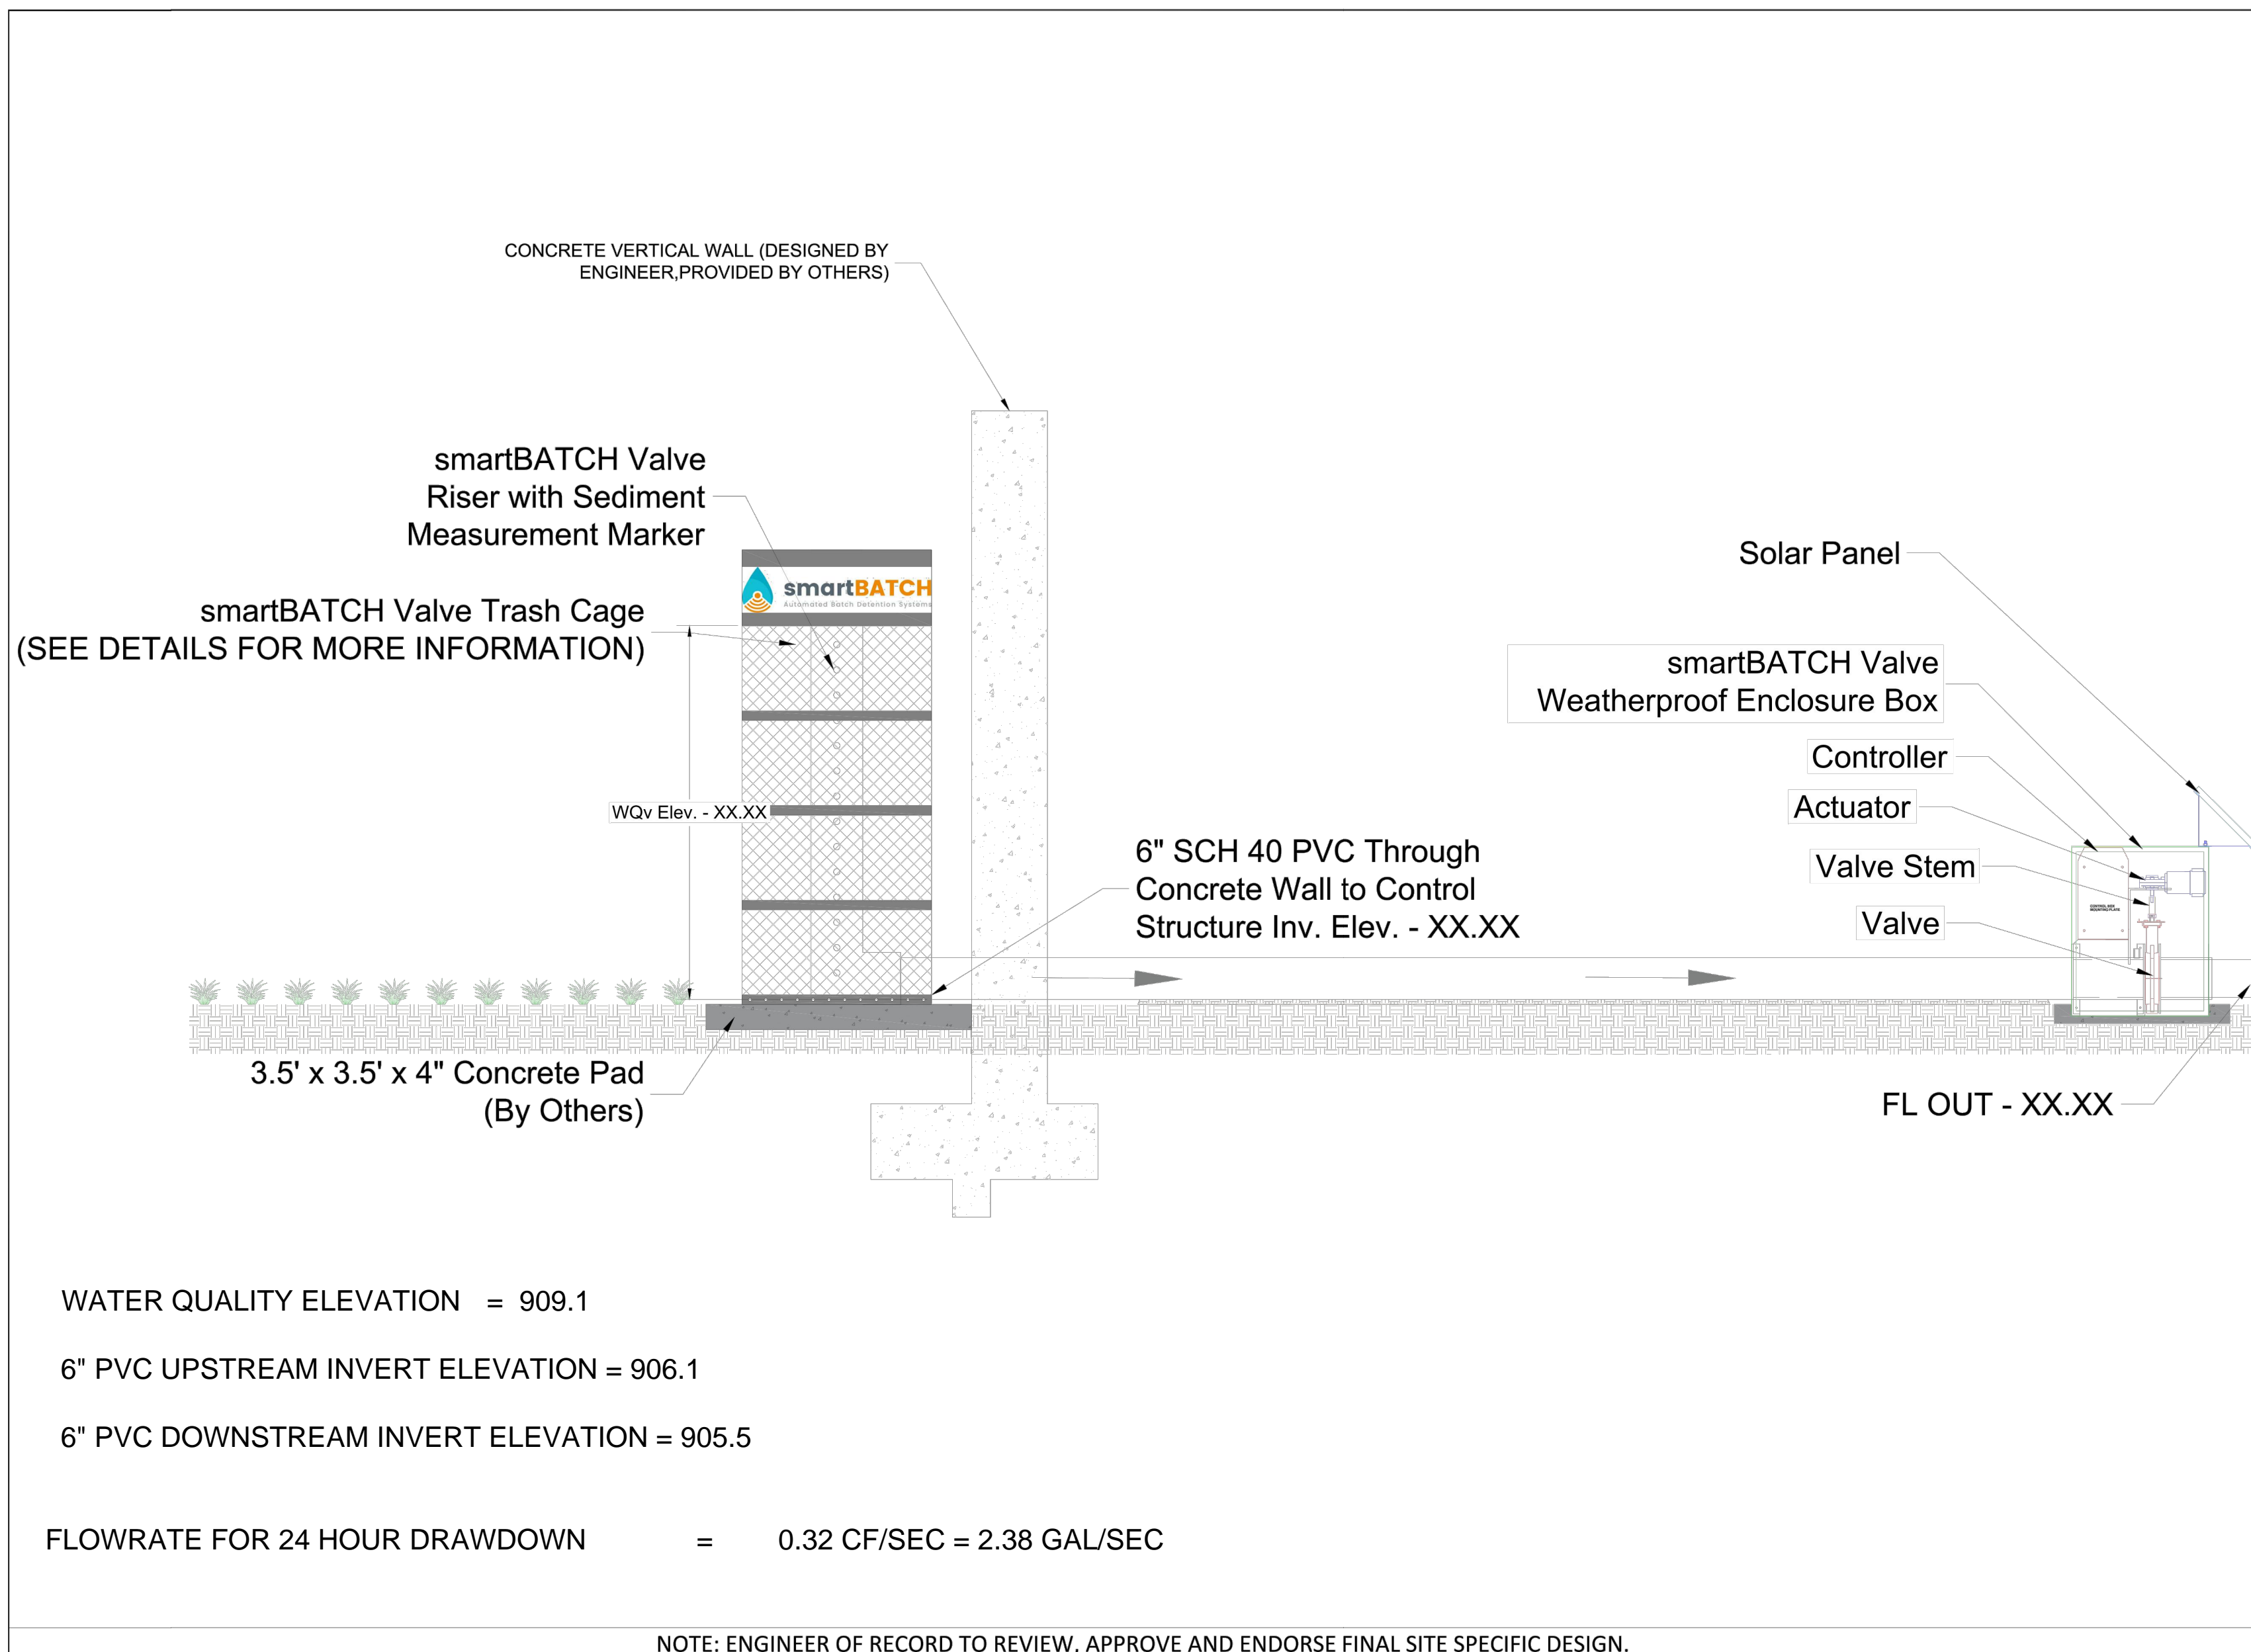 CONCRETE VERTICAL WALL (DESIGNED BY
ENGINEER,PROVIDED BY OTHERS)
smartBATCH Valve
Riser with Sediment
Measurement Marker
smartBATCH
Automated Batch Detention Systems
smartBATCH Valve Trash Cage
(SEE DETAILS FOR MORE INFORMATION)
WQv Elev. - XX.XX
6" SCH 40 PVC Through
Concrete Wall to Control
Structure Inv. Elev. - XX.XX
3.5' x 3.5' x 4" Concrete Pad
(By Others)
Solar Panel
smartBATCH Valve
Weatherproof Enclosure Box
Controller
Actuator
Valve Stem
Valve
CONTROL SIDE
MOUNTING PLATE
FL OUT - XX.XX
WATER QUALITY ELEVATION = 909.1
6" PVC UPSTREAM INVERT ELEVATION = 906.1
6" PVC DOWNSTREAM INVERT ELEVATION = 905.5
FLOWRATE FOR 24 HOUR DRAWDOWN = 0.32 CF/SEC = 2.38 GAL/SEC
NOTE: ENGINEER OF RECORD TO REVIEW, APPROVE AND ENDORSE FINAL SITE SPECIFIC DESIGN.